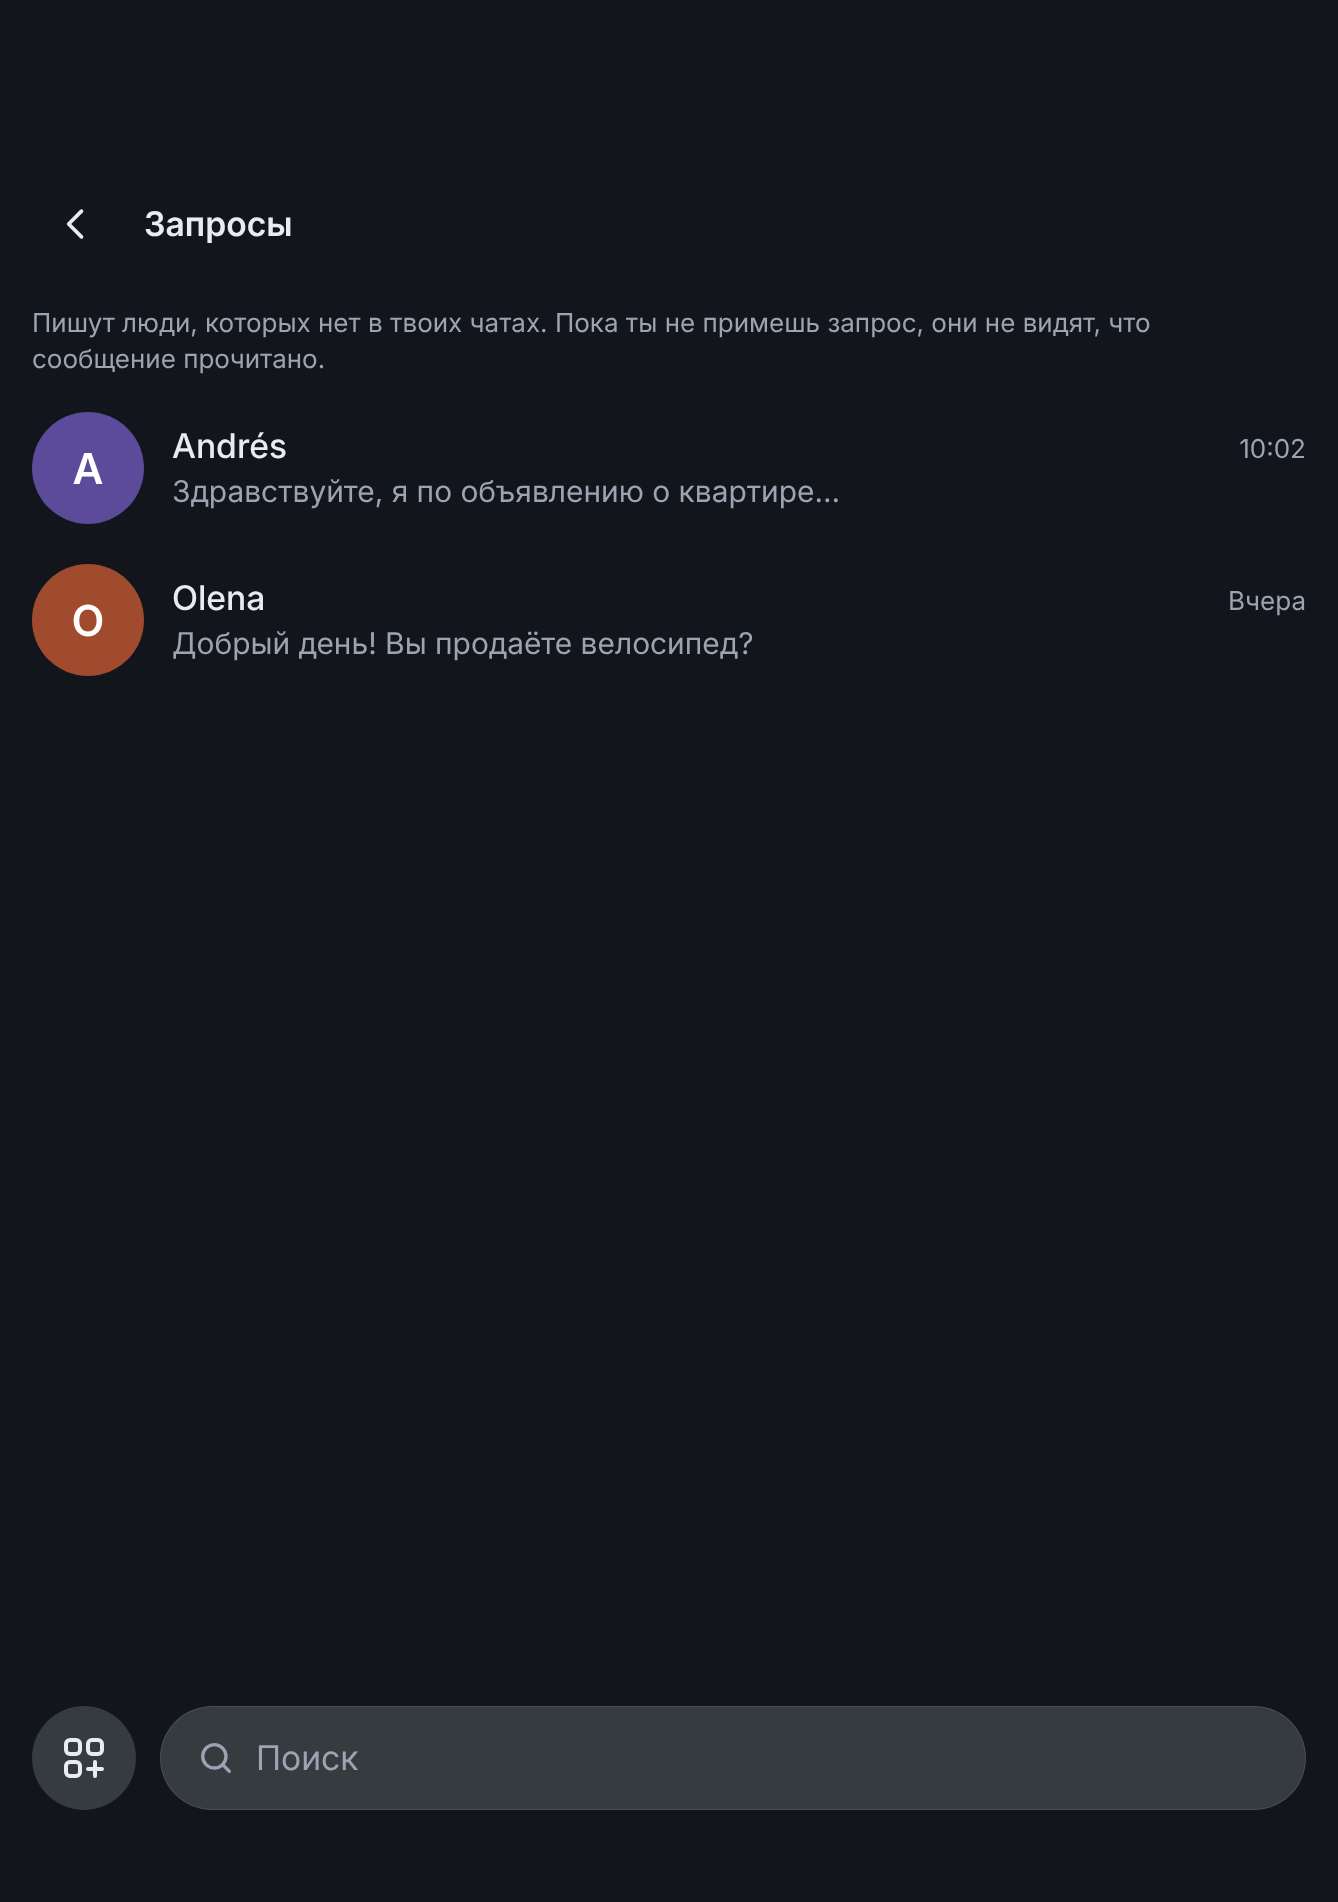 Запросы
Пишут люди, которых нет в твоих чатах. Пока ты не примешь запрос, они не видят, что
сообщение прочитано.
A
Andrés
10:02
Здравствуйте, я по объявлению о квартире...
O
Olena
Вчера
Добрый день! Вы продаёте велосипед?
Поиск